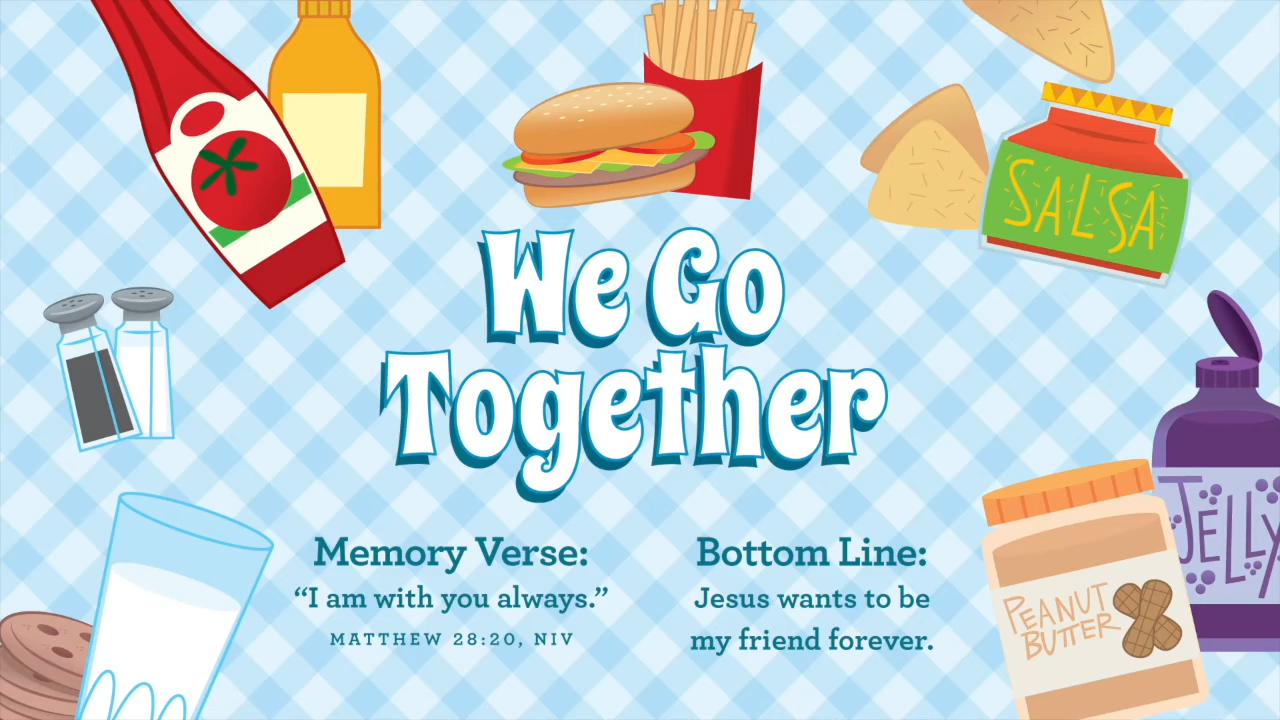 SALSA
We Go
Together
JELLY
PEANUT
BUTTER
Memory Verse:
“I am with you always.”
MATTHEW 28:20, NIV
Bottom Line:
Jesus wants to be
my friend forever.